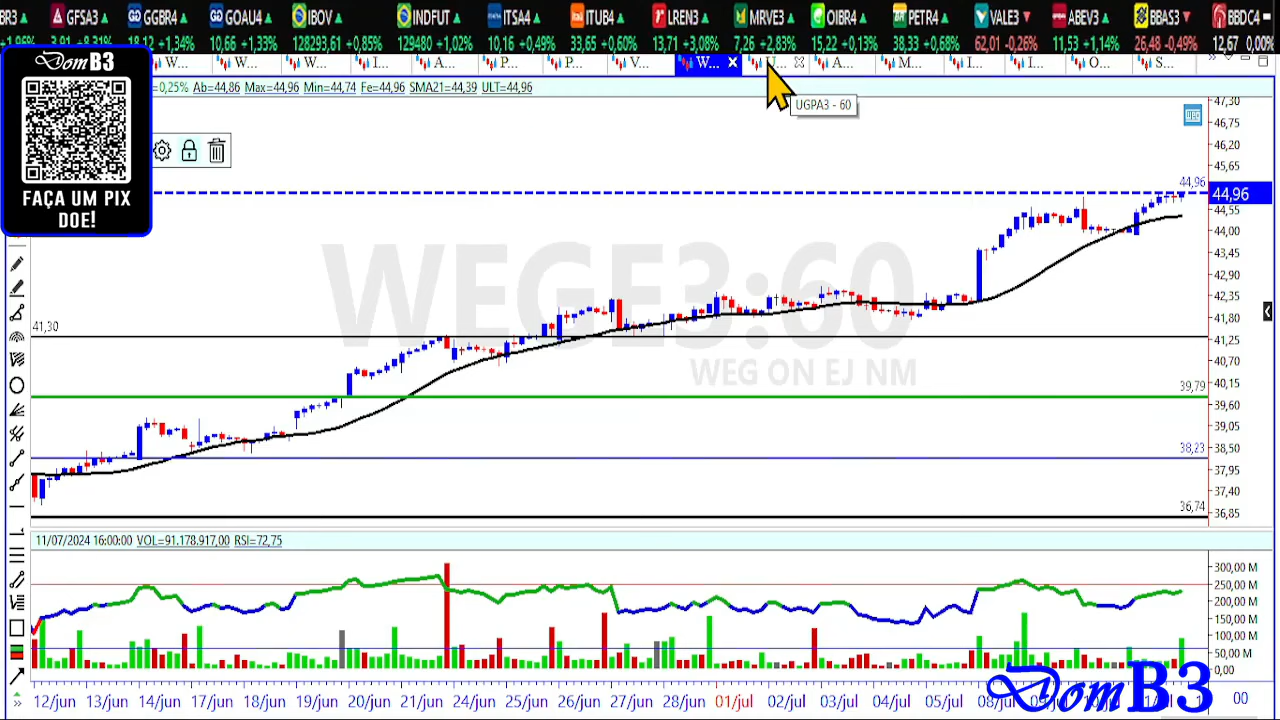 BR3 GFSA3 GGBR4 GOAU4 IBOV INDFUT ITSA4 ITUB4 LREN3 MRVE3 OIBR4 PETR4 VALE3 ABEV3 BBAS3 BBDC4
+1,96% 3,91 +8,31% 18,12 +1,34% 10,66 +1,33% 128293,61 +0,85% 129480 +1,02% 10,16 +0,49% 33,65 +0,60% 13,71 +3,08% 7,26 +2,83% 15,22 +0,13% 38,33 +0,68% 62,01 -0,26% 11,53 +1,14% 26,48 -0,49% 12,67 0,00%
W... W... W... I... A... P... P... V... W... U... A... M... I... L... O... S...
DomB3
=0,25% Ab=44,86 Max=44,96 Min=44,74 Fe=44,96 SMA21=44,39 ULT=44,96
UGPA3 - 60
FAÇA UM PIX
DOE!
WEG
47,30
46,75
46,20
45,65
44,96
44,96
44,55
44,00
43,45
42,90
42,35
41,80
41,25
40,70
40,15
39,60
39,05
38,50
37,95
37,40
36,85
WEGE3:60
WEG ON EJ NM
41,30
39,79
38,23
36,74
11/07/2024 16:00:00 VOL=91.178.917,00 RSI=72,75
300,00 M
250,00 M
200,00 M
150,00 M
100,00 M
50,00 M
0,00
12/jun 13/jun 14/jun 17/jun 18/jun 19/jun 20/jun 21/jun 24/jun 25/jun 26/jun 27/jun 28/jun 01/jul 02/jul 03/jul 04/jul 05/jul 00
DomB3